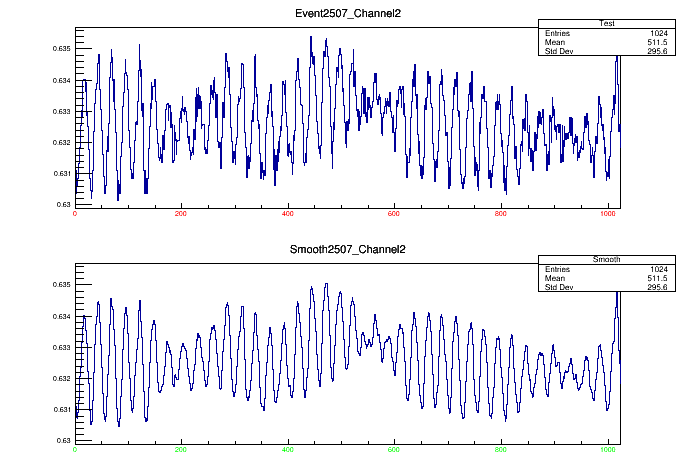 Event2507_Channel2
Test
Entries 1024
Mean 511.5
Std Dev 295.6
0.635
0.634
0.633
0.632
0.631
0.63
0 200 400 600 800 1000
Smooth2507_Channel2
Smooth
Entries 1024
Mean 511.5
Std Dev 295.6
0.635
0.634
0.633
0.632
0.631
0.63
0 200 400 600 800 1000